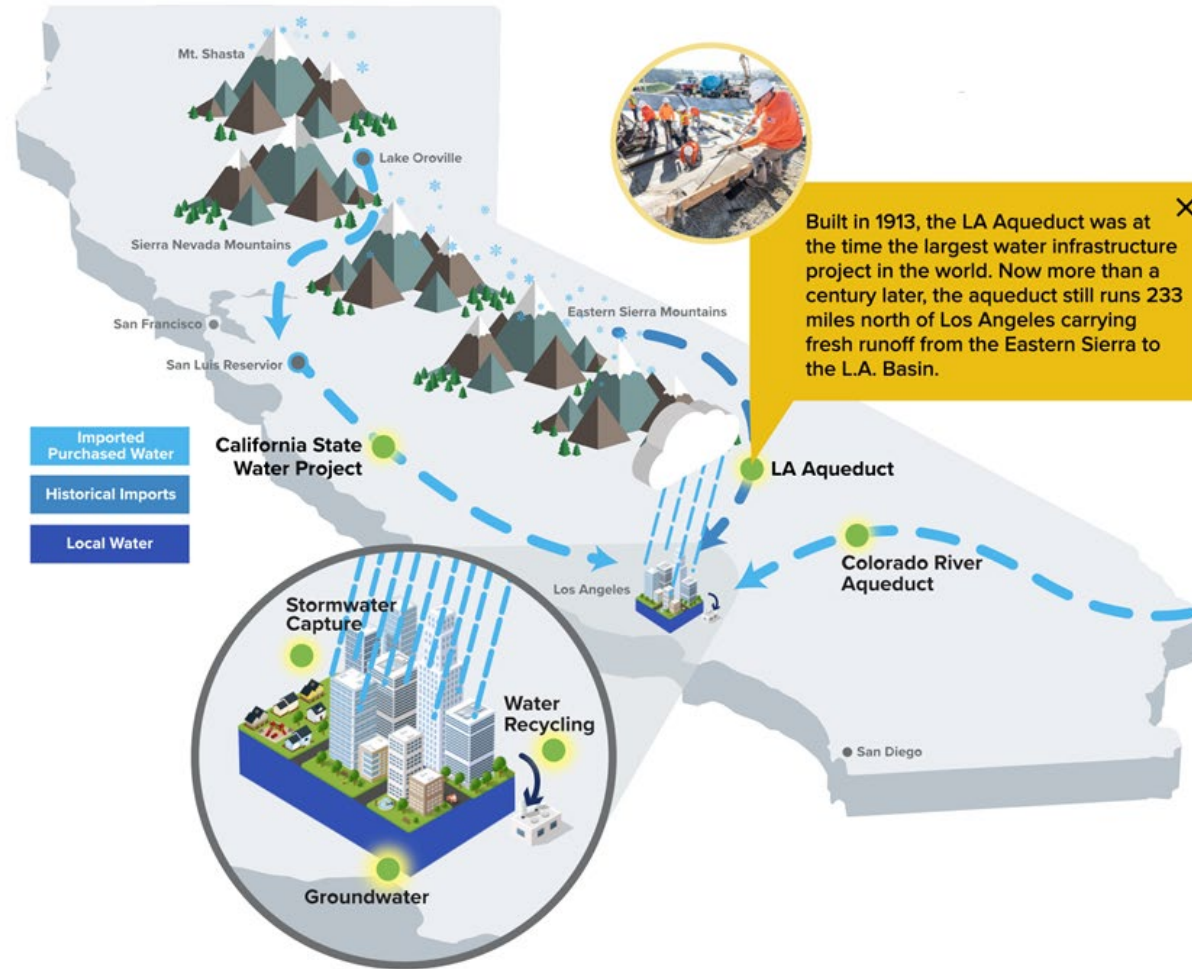 Mt. Shasta
Lake Oroville
Sierra Nevada Mountains
Built in 1913, the LA Aqueduct was at
the time the largest water infrastructure
project in the world. Now more than a
century later, the aqueduct still runs 233
miles north of Los Angeles carrying
fresh runoff from the Eastern Sierra to
the L.A. Basin.
Eastern Sierra Mountains
San Francisco
San Luis Reservior
Imported
Purchased Water
Historical Imports
Local Water
California State
Water Project
LA Aqueduct
Colorado River
Aqueduct
Los Angeles
Stormwater
Capture
Water
Recycling
Groundwater
San Diego